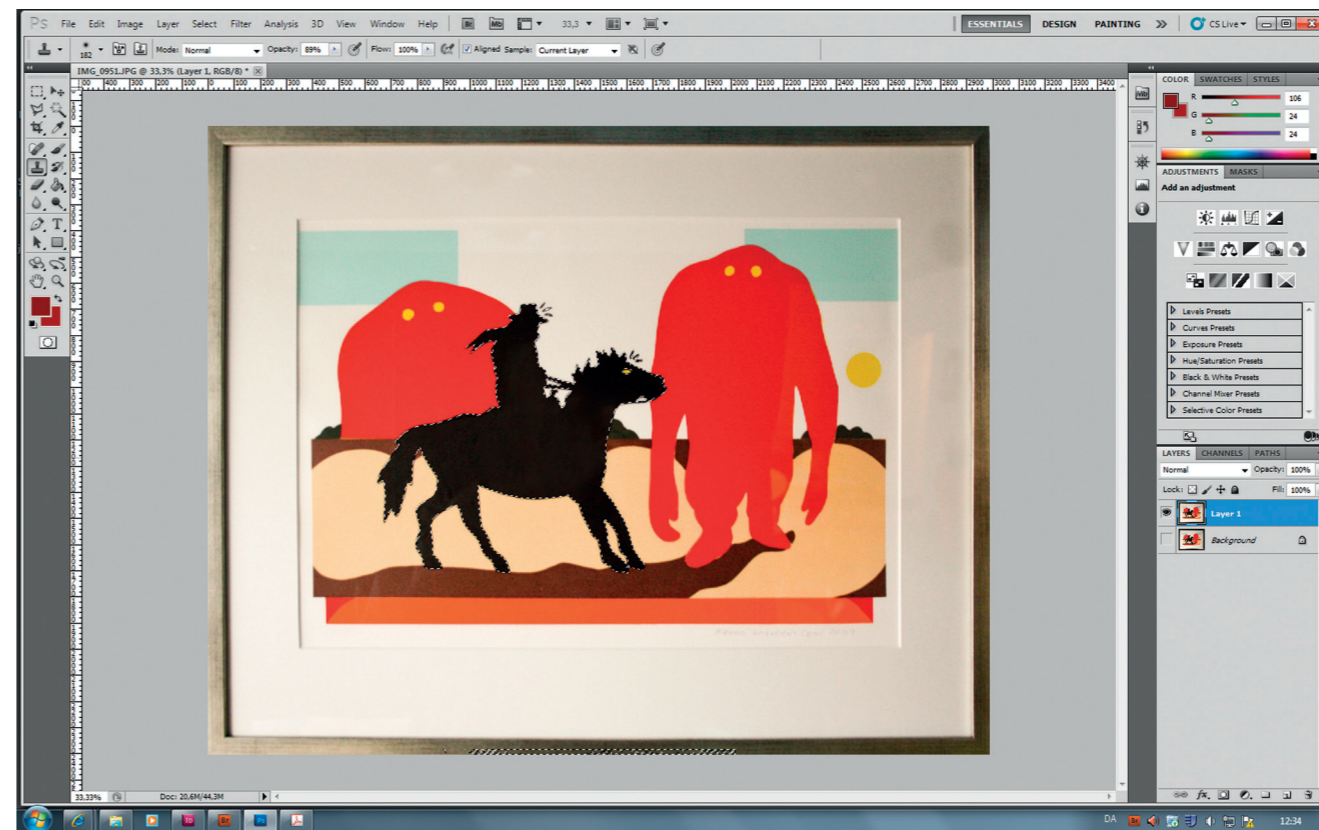 Ps File Edit Image Layer Select Filter Analysis 3D View Window Help Br Mb 33,3 ESSENTIALS DESIGN PAINTING CS Live
182 Mode: Normal Opacity: 89% Flow: 100% Aligned Sample: Current Layer
IMG_0951.JPG @ 33,3% (Layer 1, RGB/8) *
COLOR SWATCHES STYLES
R 106
G 24
B 24
ADJUSTMENTS MASKS
Add an adjustment
Levels Presets
Curves Presets
Exposure Presets
Hue/Saturation Presets
Black & White Presets
Channel Mixer Presets
Selective Color Presets
LAYERS CHANNELS PATHS
Normal Opacity: 100%
Lock: Fill: 100%
Layer 1
Background
33,33% Doc: 20,6M/44,3M
DA 12:34